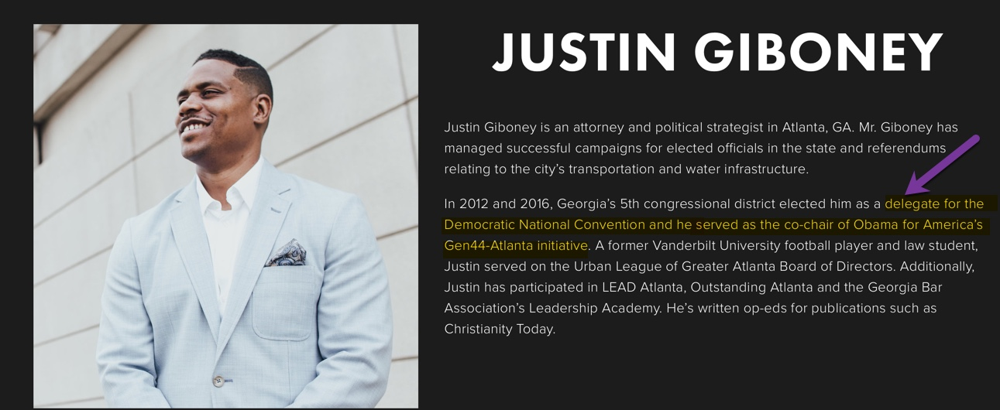 JUSTIN GIBONEY
Justin Giboney is an attorney and political strategist in Atlanta, GA. Mr. Giboney has
managed successful campaigns for elected officials in the state and referendums
relating to the city’s transportation and water infrastructure.
In 2012 and 2016, Georgia’s 5th congressional district elected him as a delegate for the
Democratic National Convention and he served as the co-chair of Obama for America’s
Gen44-Atlanta initiative. A former Vanderbilt University football player and law student,
Justin served on the Urban League of Greater Atlanta Board of Directors. Additionally,
Justin has participated in LEAD Atlanta, Outstanding Atlanta and the Georgia Bar
Association’s Leadership Academy. He’s written op-eds for publications such as
Christianity Today.